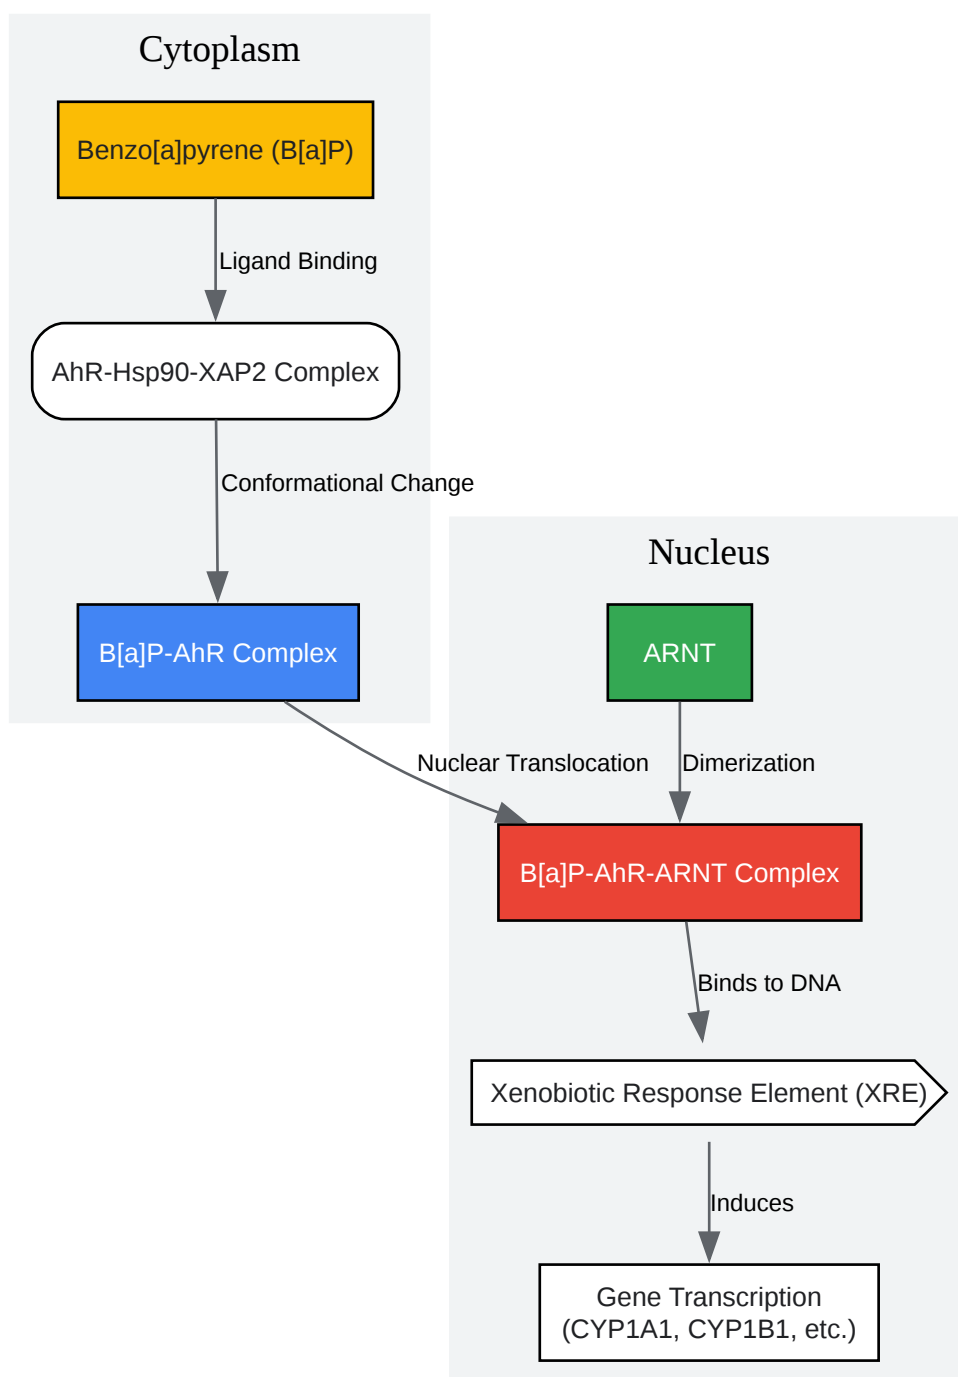 Cytoplasm
Benzo[a]pyrene (B[a]P)
Ligand Binding
AhR-Hsp90-XAP2 Complex
Conformational Change
B[a]P-AhR Complex
Nucleus
ARNT
Nuclear Translocation
Dimerization
B[a]P-AhR-ARNT Complex
Binds to DNA
Xenobiotic Response Element (XRE)
Induces
Gene Transcription
(CYP1A1, CYP1B1, etc.)